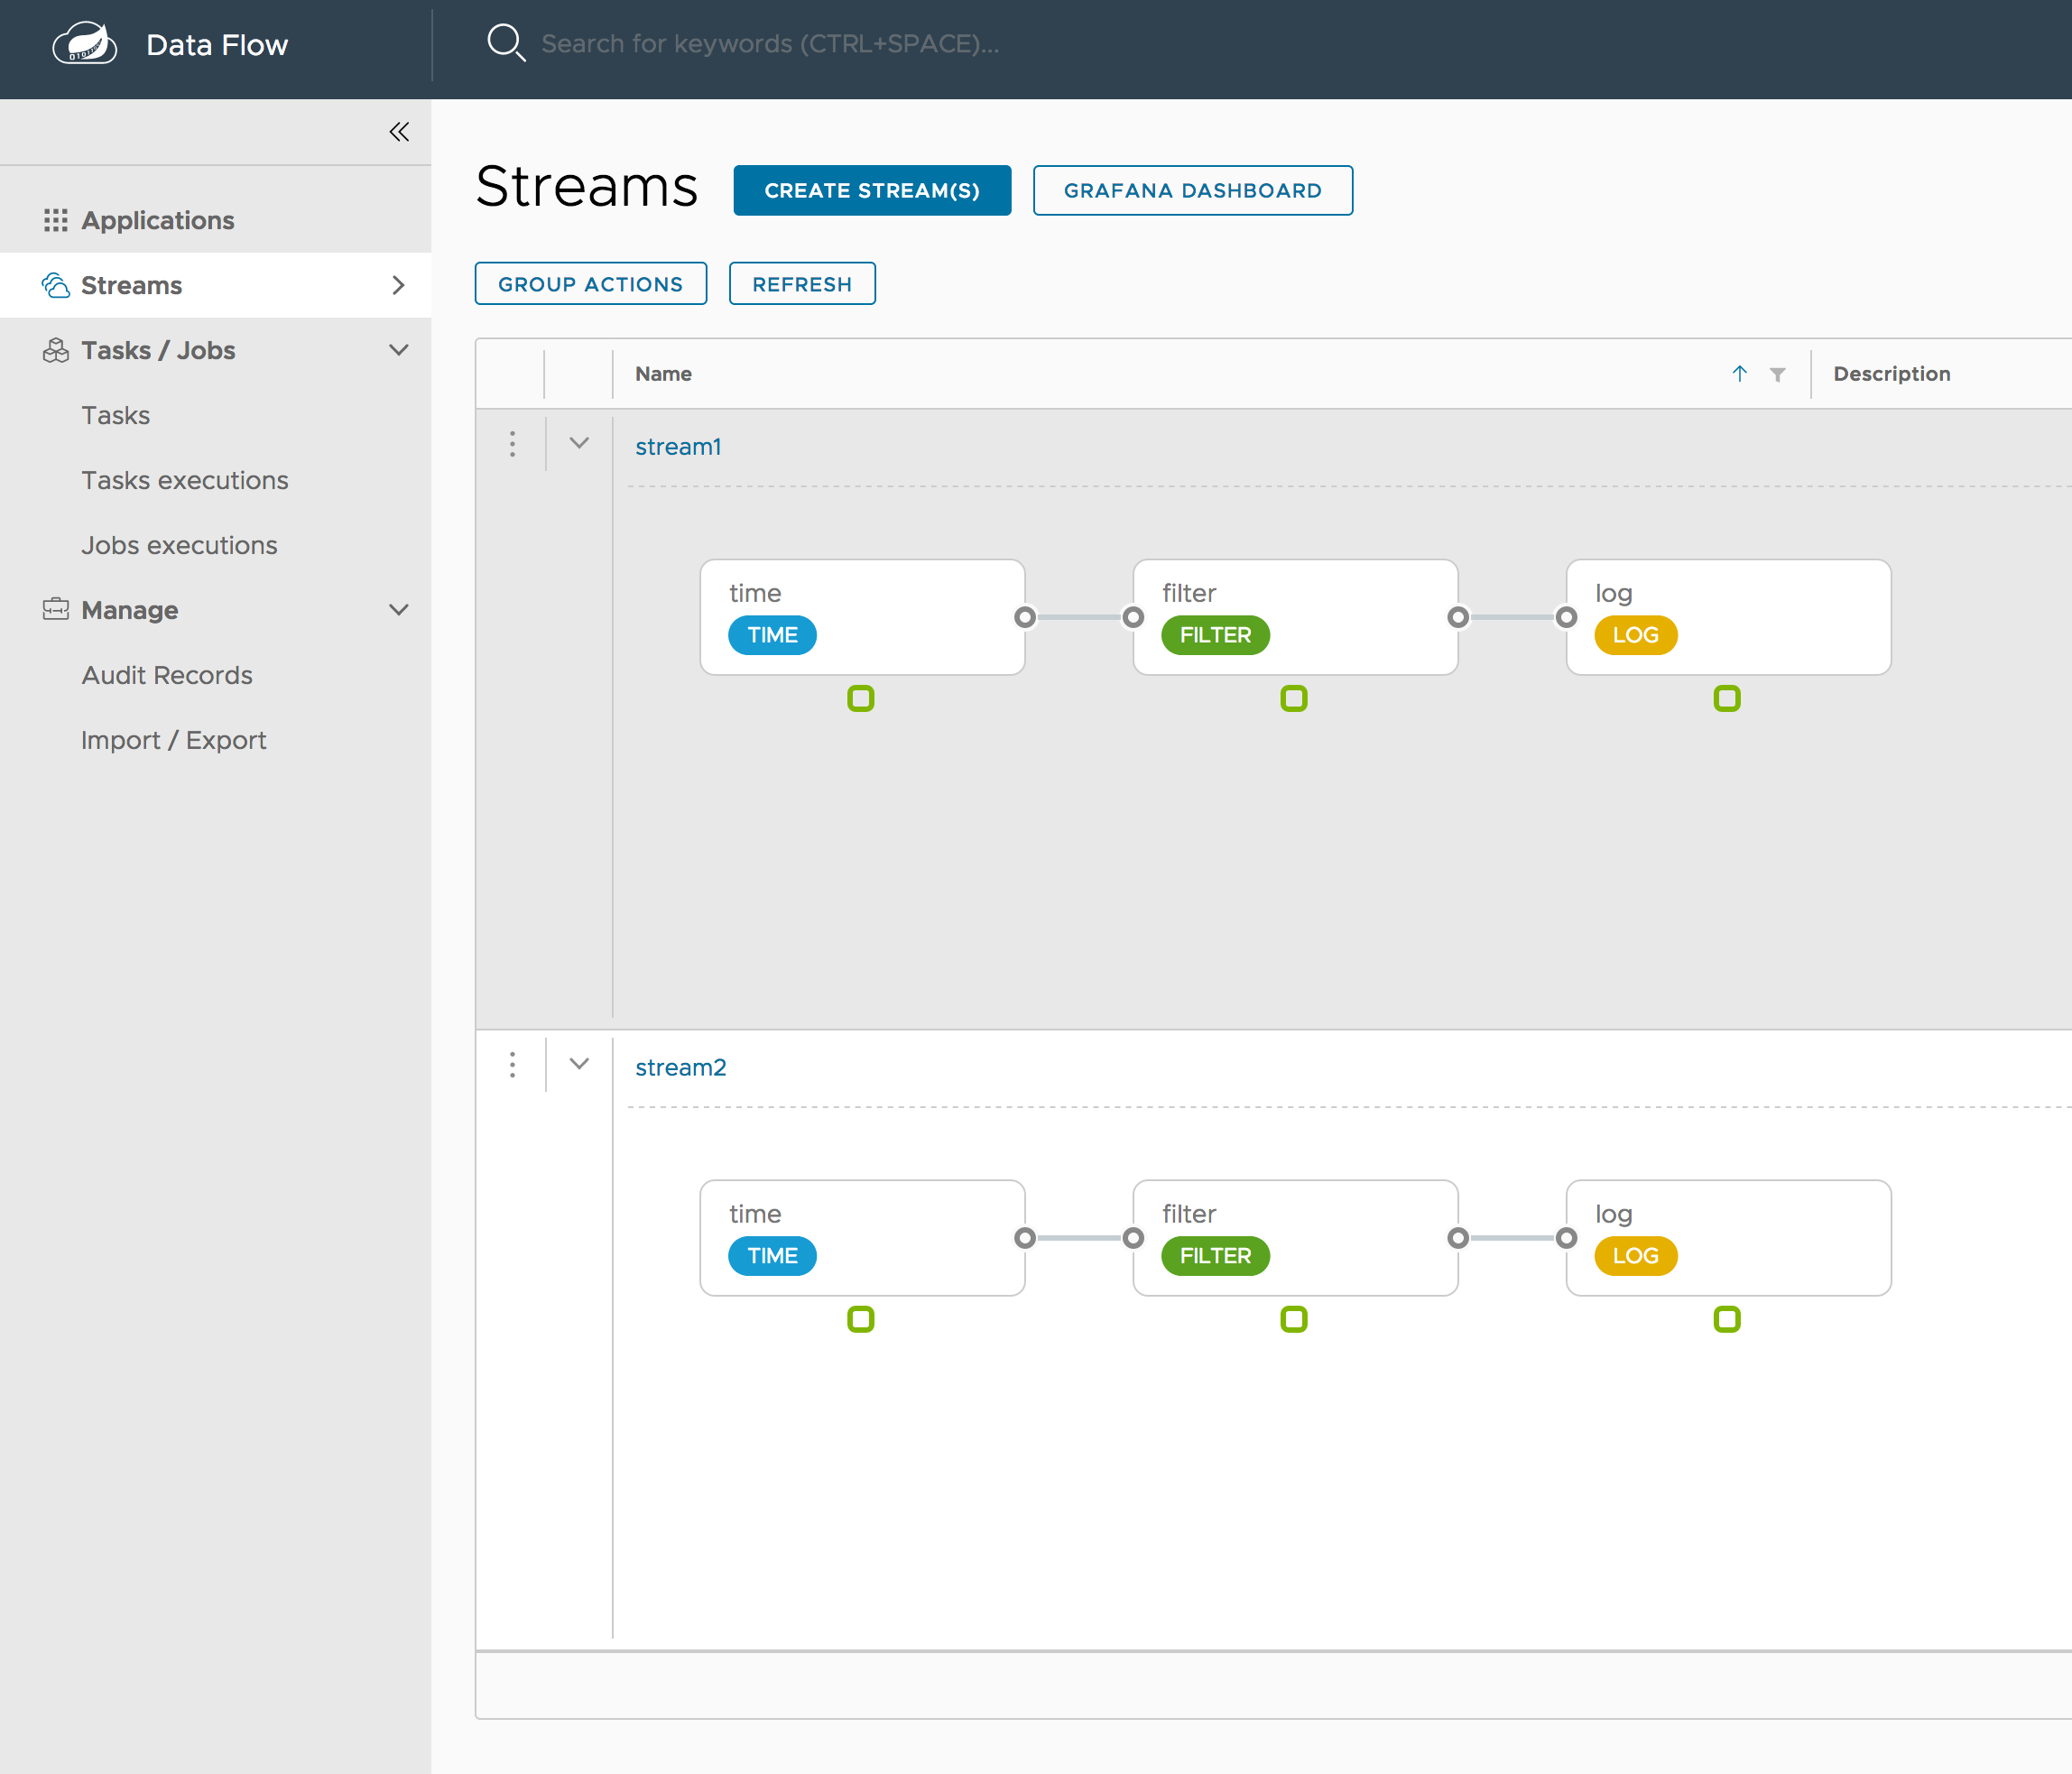 Data Flow
Search for keywords (CTRL+SPACE)...
Applications
Streams
Tasks / Jobs
Tasks
Tasks executions
Jobs executions
Manage
Audit Records
Import / Export
Streams
CREATE STREAM(S)
GRAFANA DASHBOARD
GROUP ACTIONS
REFRESH
Name
Description
stream1
time
TIME
filter
FILTER
log
LOG
stream2
time
TIME
filter
FILTER
log
LOG